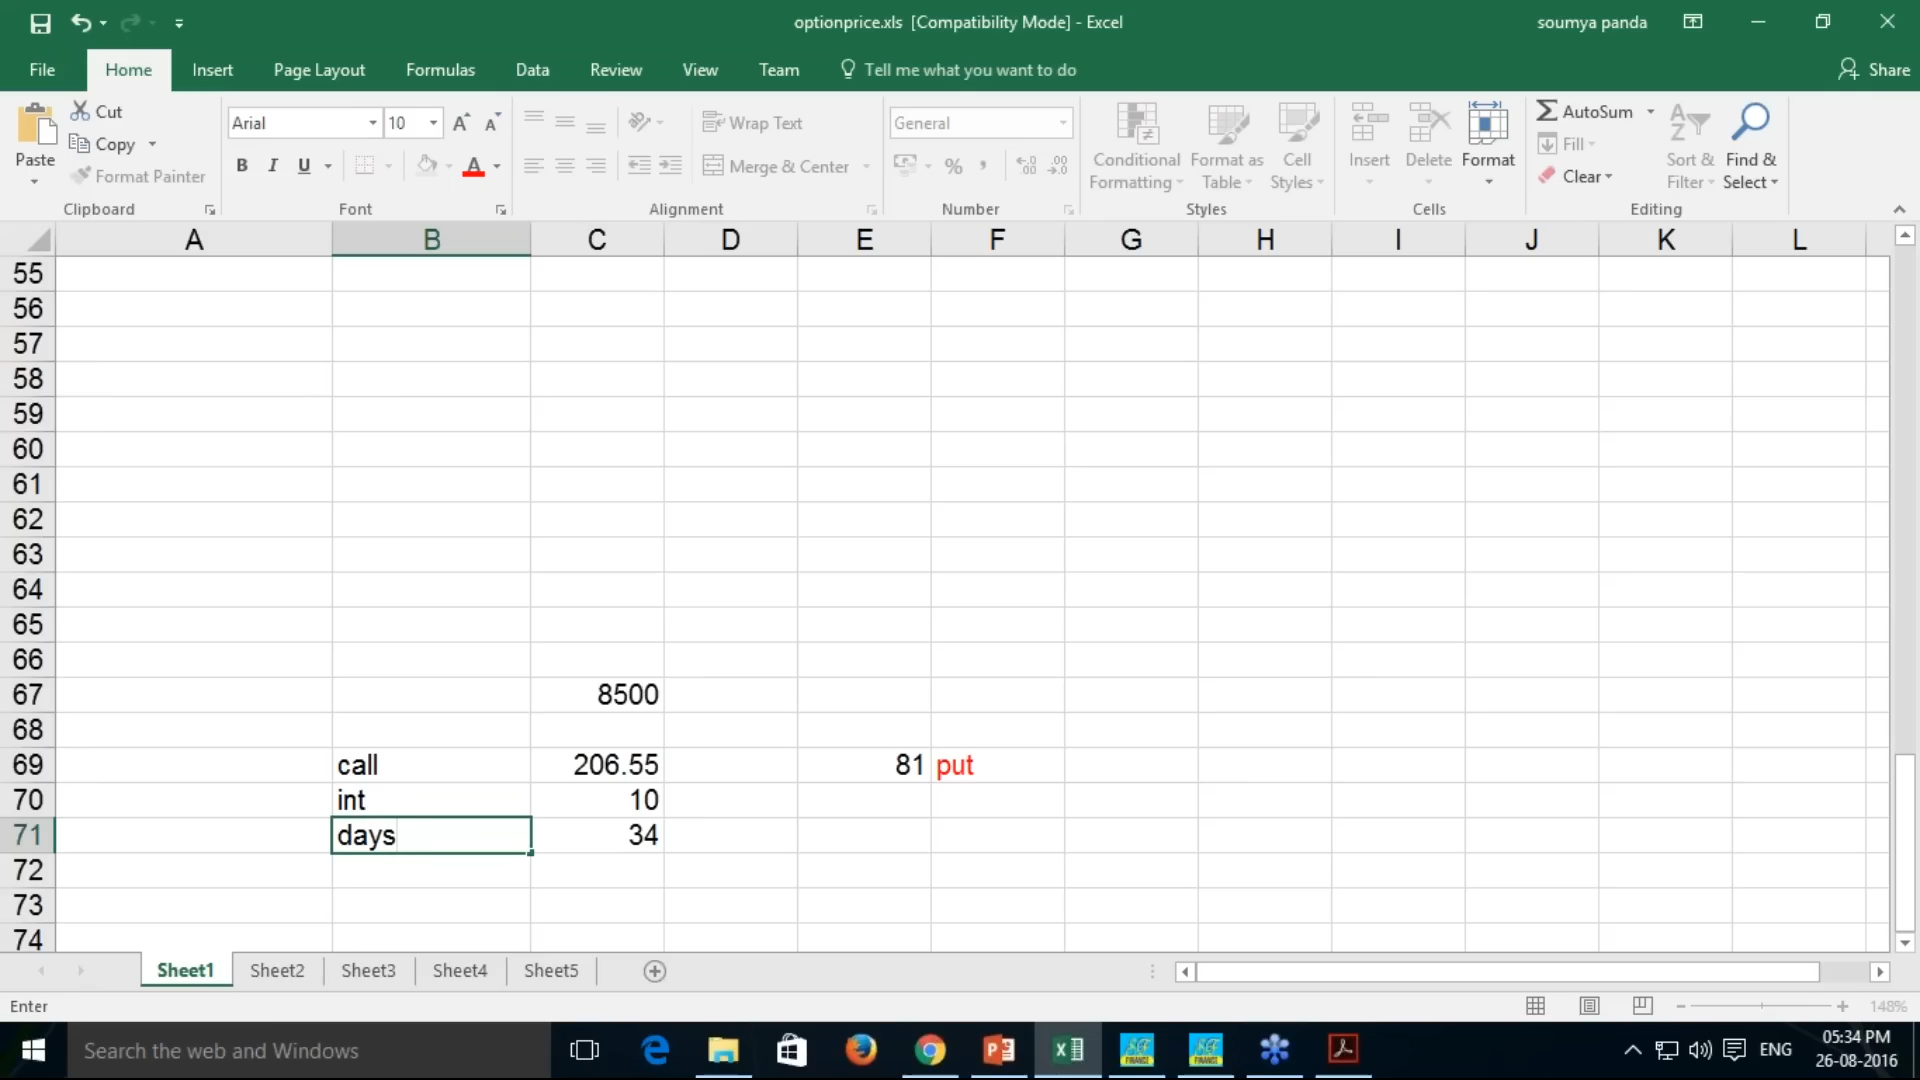 optionprice.xls [Compatibility Mode] - Excel
soumya panda
File Home Insert Page Layout Formulas Data Review View Team Tell me what you want to do Share
Paste
Cut
Copy
Format Painter
Clipboard
Arial 10
B I U A
Font
Wrap Text
Merge & Center
Alignment
General
%
Number
Conditional Formatting
Format as Table
Cell Styles
Styles
Insert
Delete
Format
Cells
AutoSum
Fill
Clear
Sort & Filter
Find & Select
Editing
A B C D E F G H I J K L
55
56
57
58
59
60
61
62
63
64
65
66
67 8500
68
69 call 206.55 81 put
70 int 10
71 days 34
72
73
74
Sheet1 Sheet2 Sheet3 Sheet4 Sheet5
Enter
148%
Search the web and Windows
ENG
05:34 PM
26-08-2016